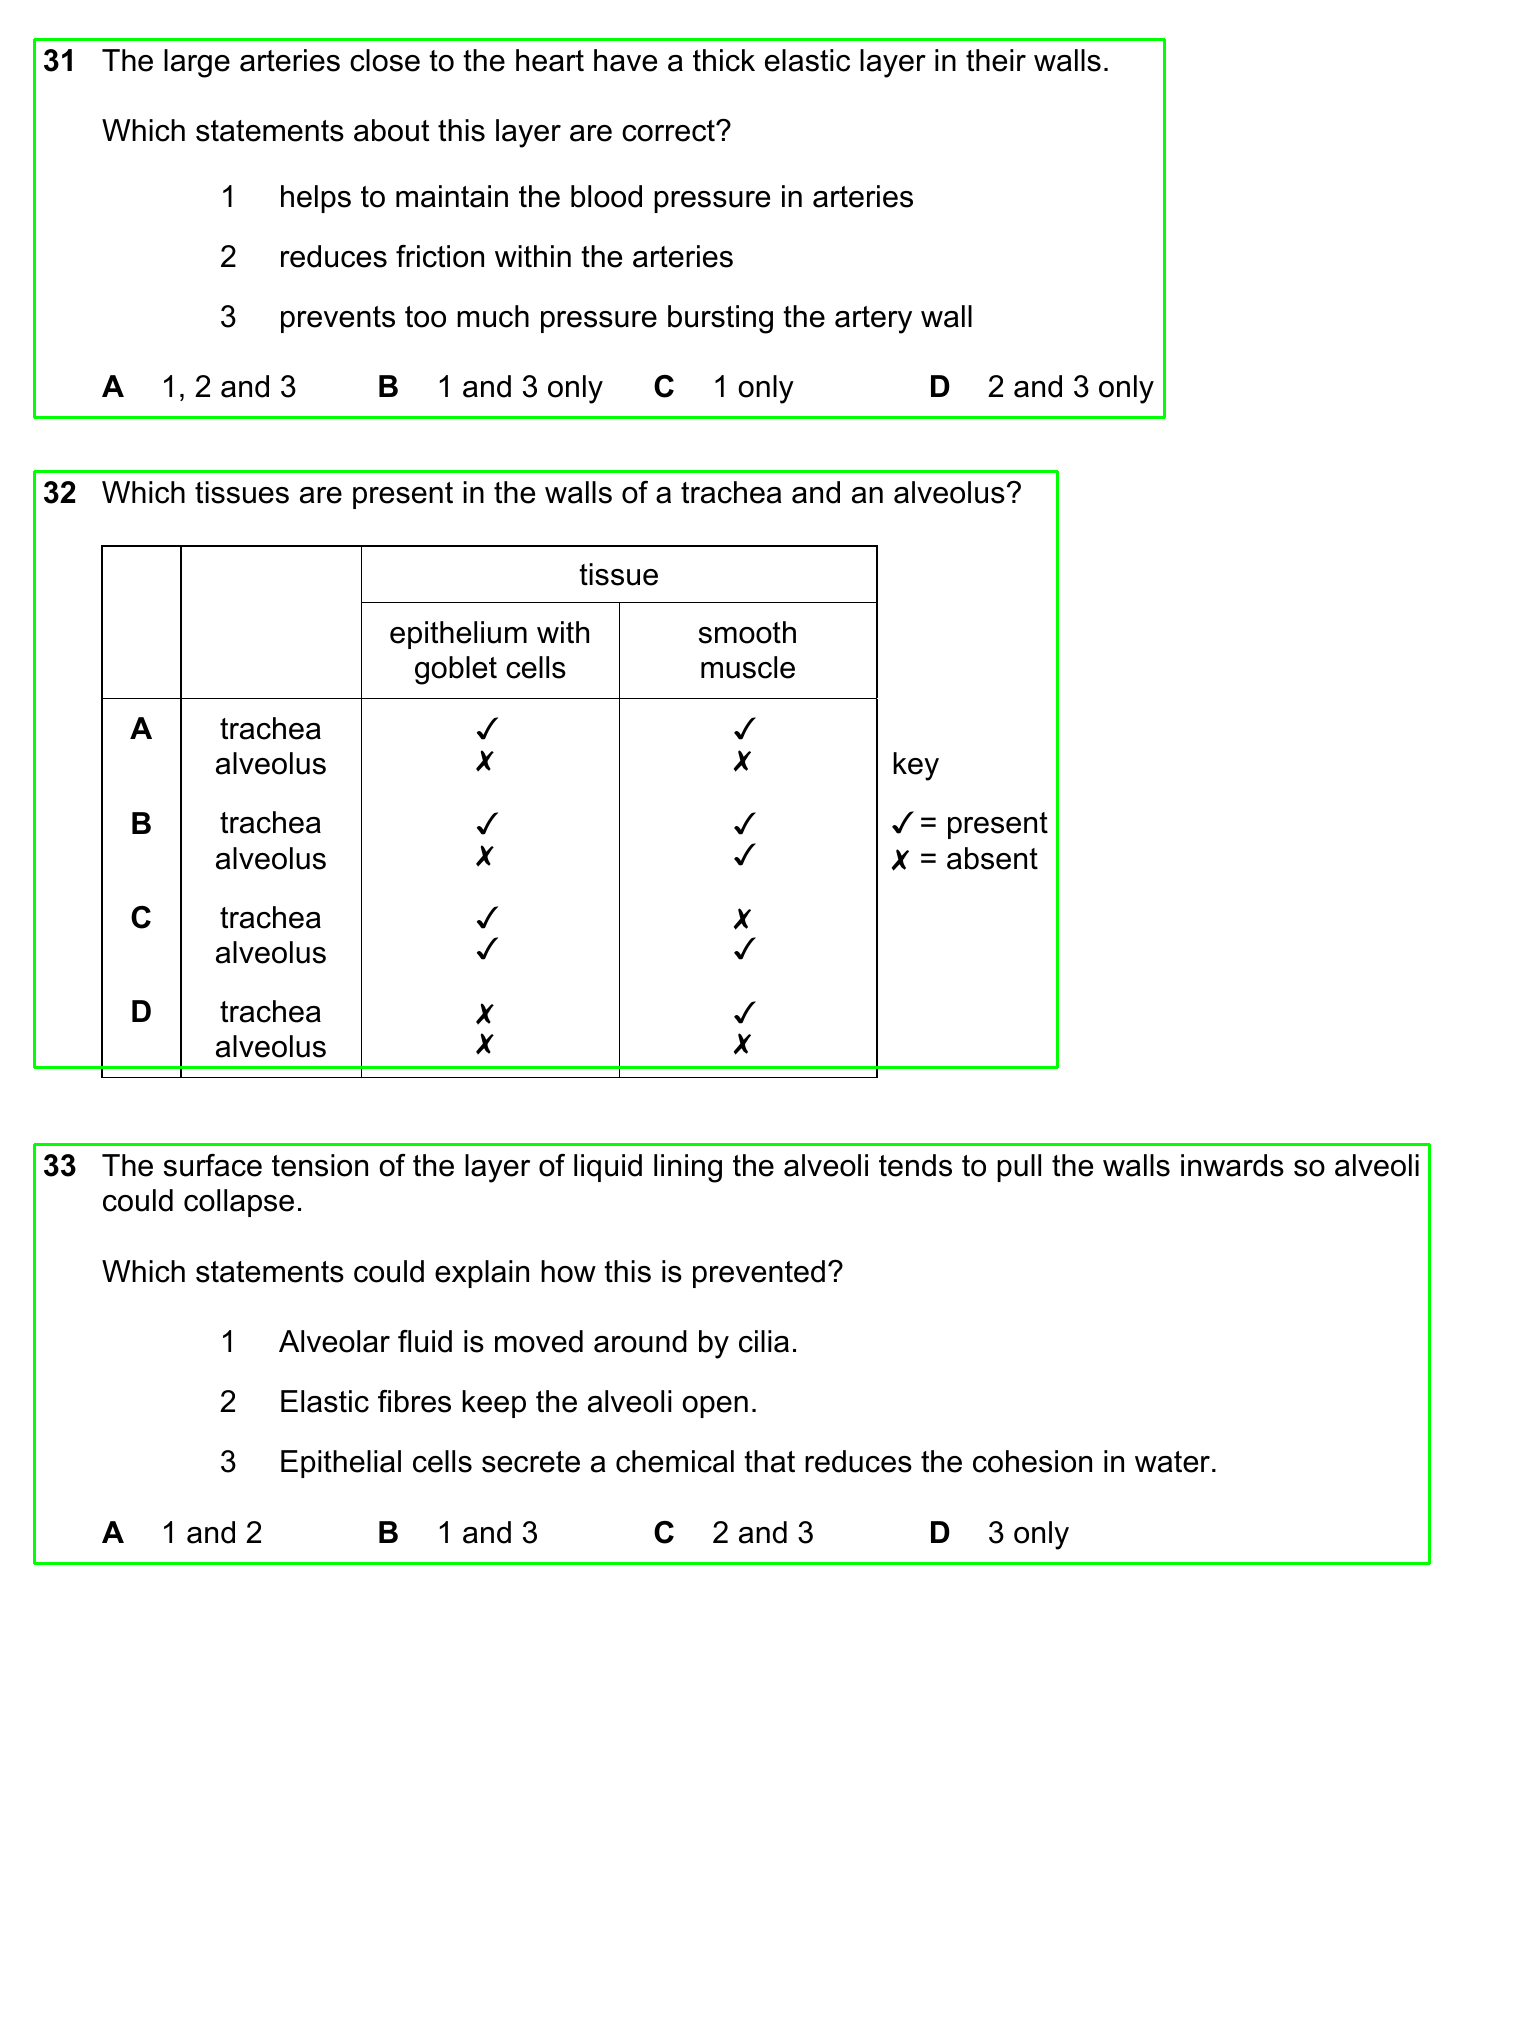 31 The large arteries close to the heart have a thick elastic layer in their walls.
Which statements about this layer are correct?
1 helps to maintain the blood pressure in arteries
2 reduces friction within the arteries
3 prevents too much pressure bursting the artery wall
A 1, 2 and 3 B 1 and 3 only C 1 only D 2 and 3 only
32 Which tissues are present in the walls of a trachea and an alveolus?
tissue
epithelium with goblet cells smooth muscle
A trachea ✓ ✓
alveolus ✗ ✗ key
B trachea ✓ ✓ ✓ = present
alveolus ✗ ✓ ✗ = absent
C trachea ✓ ✗
alveolus ✓ ✓
D trachea ✗ ✓
alveolus ✗ ✗
33 The surface tension of the layer of liquid lining the alveoli tends to pull the walls inwards so alveoli
could collapse.
Which statements could explain how this is prevented?
1 Alveolar fluid is moved around by cilia.
2 Elastic fibres keep the alveoli open.
3 Epithelial cells secrete a chemical that reduces the cohesion in water.
A 1 and 2 B 1 and 3 C 2 and 3 D 3 only